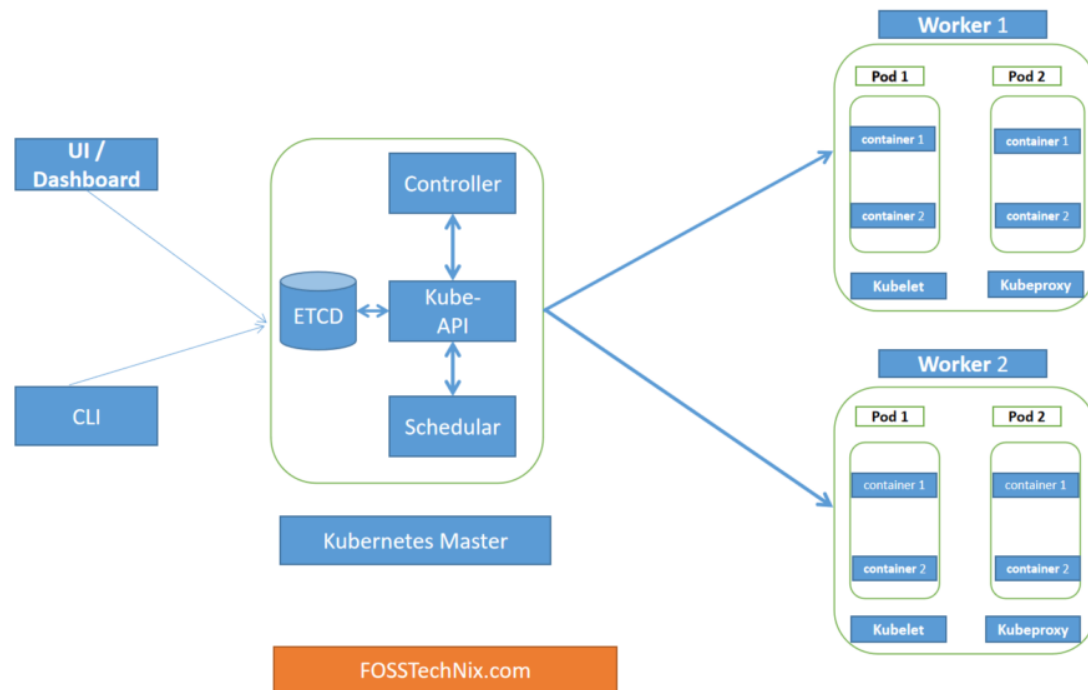 UI /
Dashboard
CLI
Controller
ETCD
Kube-
API
Schedular
Kubernetes Master
FOSSTechNix.com
Worker 1
Pod 1
Pod 2
container 1
container 1
container 2
container 2
Kubelet
Kubeproxy
Worker 2
Pod 1
Pod 2
container 1
container 1
container 2
container 2
Kubelet
Kubeproxy